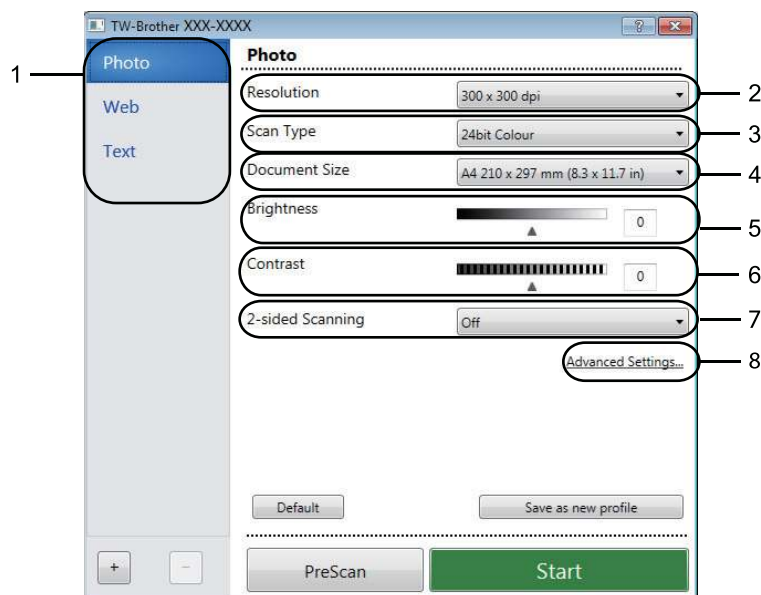 TW-Brother XXX-XXXX
?
1
Photo
Web
Text
Photo
Resolution
300 x 300 dpi
2
Scan Type
24bit Colour
3
Document Size
A4 210 x 297 mm (8.3 x 11.7 in)
4
Brightness
0
5
Contrast
0
6
2-sided Scanning
Off
7
Advanced Settings...
8
Default
Save as new profile
+
-
PreScan
Start